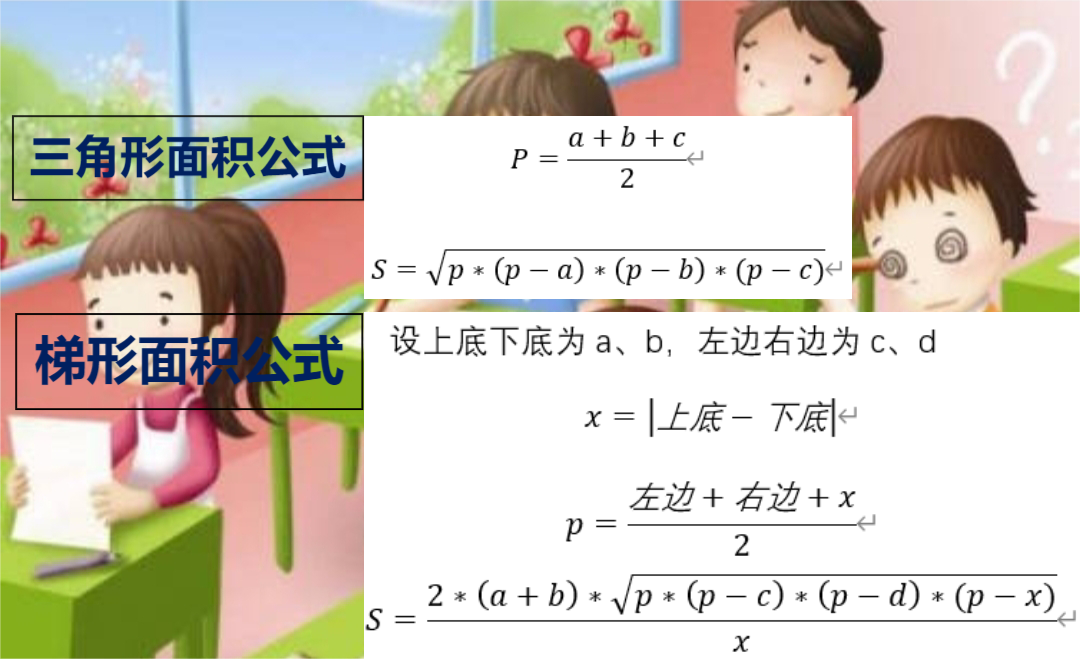 三角形面积公式
P = \frac{a + b + c}{2}↵
S = \sqrt{p * (p - a) * (p - b) * (p - c)}↵
梯形面积公式
设上底下底为 a、b，左边右边为 c、d
x = |上底 - 下底|↵
p = \frac{左边 + 右边 + x}{2}↵
S = \frac{2 * (a + b) * \sqrt{p * (p - c) * (p - d) * (p - x)}}{x}↵
?